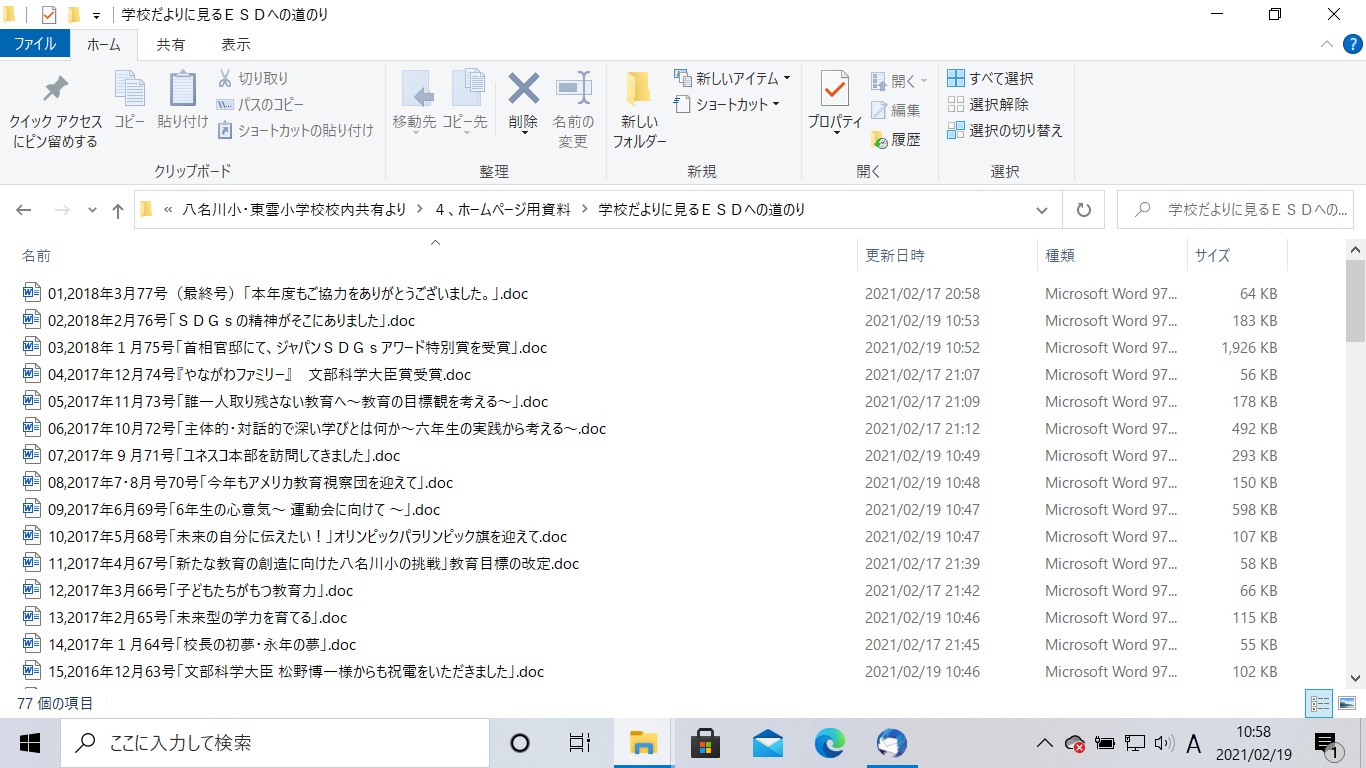 学校だよりに見るＥＳＤへの道のり
ファイル ホーム 共有 表示
クイック アクセスにピン留めする
コピー
貼り付け
切り取り
パスのコピー
ショートカットの貼り付け
クリップボード
移動先
コピー先
削除
名前の変更
整理
新しいフォルダー
新しいアイテム
ショートカット
新規
プロパティ
開く
編集
履歴
開く
すべて選択
選択解除
選択の切り替え
選択
« 八名川小・東雲小学校校内共有より › ４、ホームページ用資料 › 学校だよりに見るＥＳＤへの道のり
学校だよりに見るＥＳＤへの...
名前 更新日時 種類 サイズ
01,2018年3月77号（最終号）「本年度もご協力をありがとうございました。」.doc 2021/02/17 20:58 Microsoft Word 97... 64 KB
02,2018年2月76号「ＳＤＧｓの精神がそこにありました」.doc 2021/02/19 10:53 Microsoft Word 97... 183 KB
03,2018年１月75号「首相官邸にて、ジャパンＳＤＧｓアワード特別賞を受賞」.doc 2021/02/19 10:52 Microsoft Word 97... 1,926 KB
04,2017年12月74号『やながわファミリー』　文部科学大臣賞受賞.doc 2021/02/17 21:07 Microsoft Word 97... 56 KB
05,2017年11月73号「誰一人取り残さない教育へ～教育の目標観を考える～」.doc 2021/02/17 21:09 Microsoft Word 97... 178 KB
06,2017年10月72号「主体的・対話的で深い学びとは何か～六年生の実践から考える～.doc 2021/02/17 21:12 Microsoft Word 97... 492 KB
07,2017年９月71号「ユネスコ本部を訪問してきました」.doc 2021/02/19 10:49 Microsoft Word 97... 293 KB
08,2017年7・8月号70号「今年もアメリカ教育視察団を迎えて」.doc 2021/02/19 10:48 Microsoft Word 97... 150 KB
09,2017年6月69号「6年生の心意気～ 運動会に向けて ～」.doc 2021/02/19 10:47 Microsoft Word 97... 598 KB
10,2017年5月68号「未来の自分に伝えたい！」オリンピックパラリンピック旗を迎えて.doc 2021/02/19 10:47 Microsoft Word 97... 107 KB
11,2017年4月67号「新たな教育の創造に向けた八名川小の挑戦」教育目標の改定.doc 2021/02/17 21:39 Microsoft Word 97... 58 KB
12,2017年3月66号「子どもたちがもつ教育力」.doc 2021/02/17 21:42 Microsoft Word 97... 66 KB
13,2017年2月65号「未来型の学力を育てる」.doc 2021/02/19 10:46 Microsoft Word 97... 115 KB
14,2017年１月64号「校長の初夢・永年の夢」.doc 2021/02/17 21:45 Microsoft Word 97... 55 KB
15,2016年12月63号「文部科学大臣 松野博一様からも祝電をいただきました」.doc 2021/02/19 10:46 Microsoft Word 97... 102 KB
77 個の項目
ここに入力して検索
A
10:58
2021/02/19
1